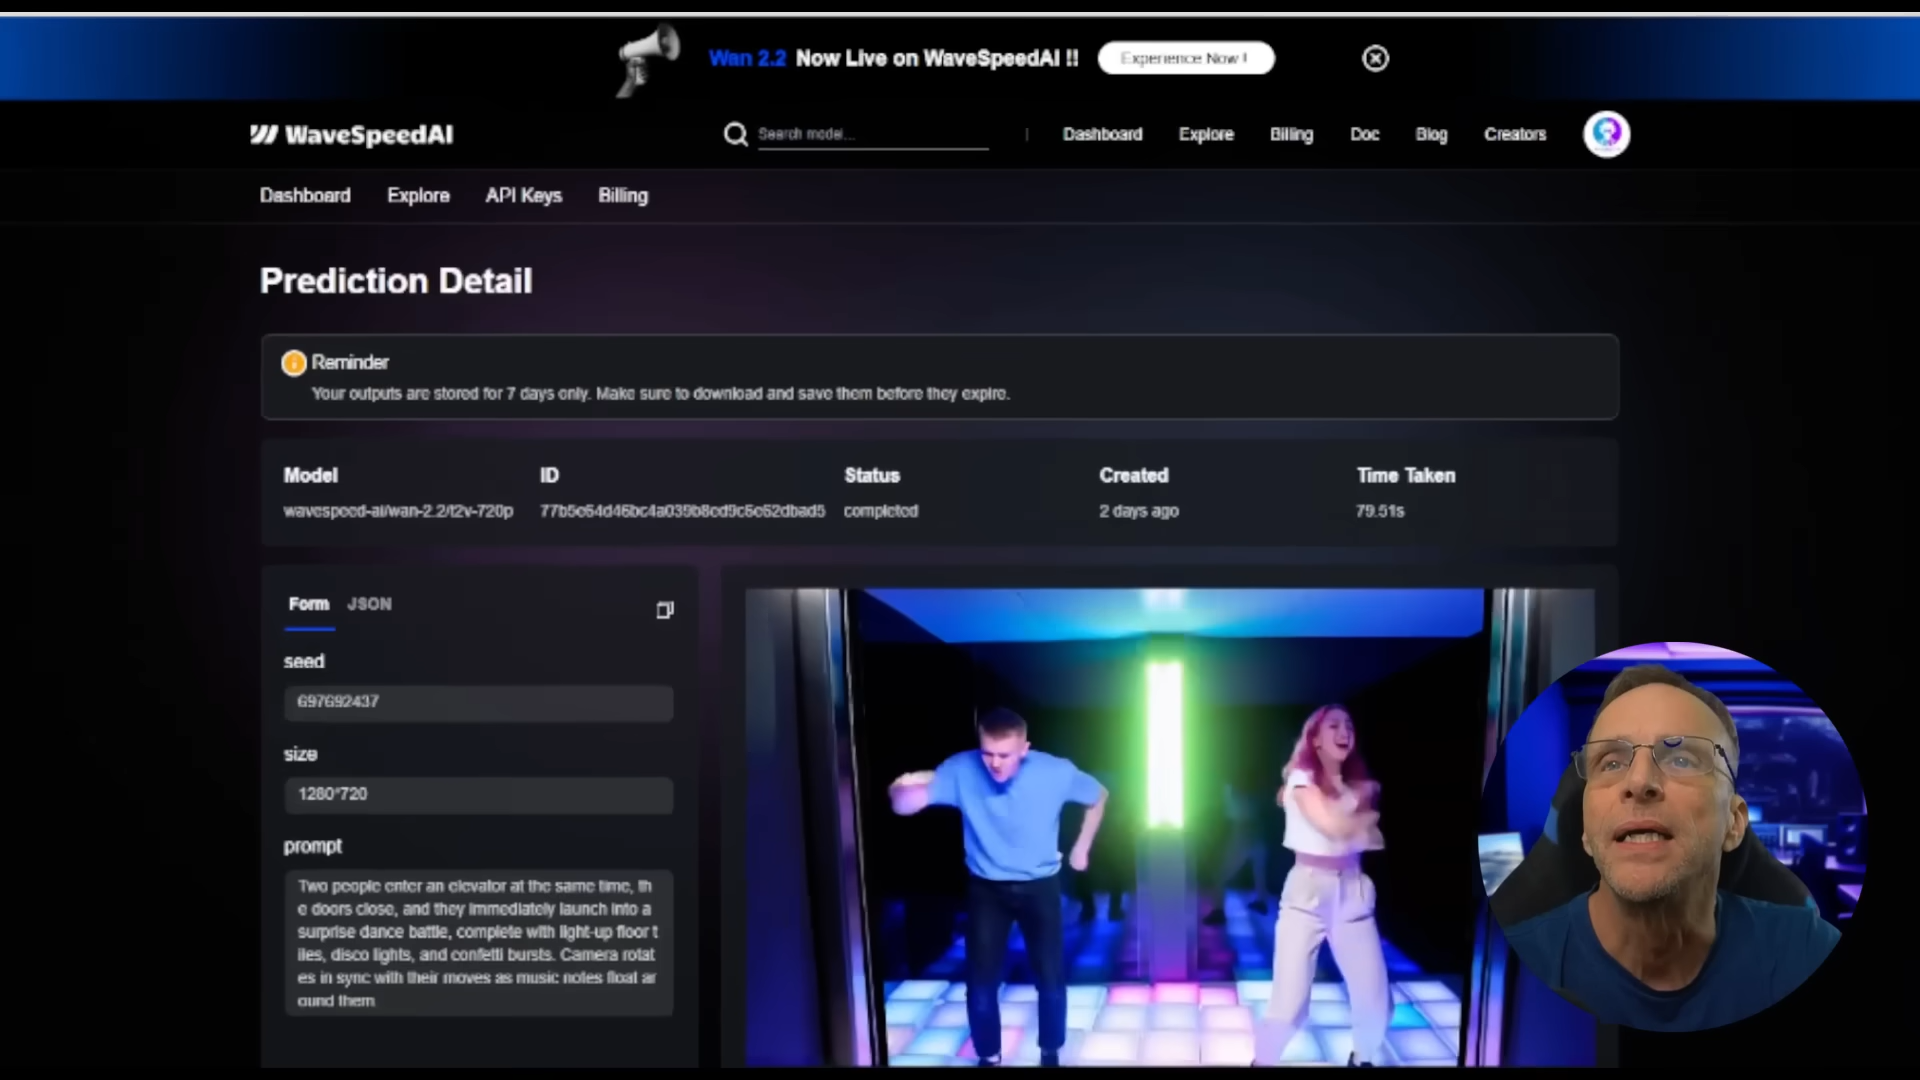 Wan 2.2 Now Live on WaveSpeedAI !!
Experience Now !
WaveSpeedAI
Search model...
Dashboard Explore Billing Doc Blog Creators
Dashboard Explore API Keys Billing
Prediction Detail
Reminder
Your outputs are stored for 7 days only. Make sure to download and save them before they expire.
Model ID Status Created Time Taken
wavespeed-ai/wan-2.2/t2v-720p completed 2 days ago 79.51s
Form JSON
seed
697692437
size
1280*720
prompt
Two people enter an elevator at the same time, th
e doors close, and they immediately launch into a
surprise dance battle, complete with light-up floor t
iles, disco lights, and confetti bursts. Camera rotat
es in sync with their moves as music notes float ar
ound them